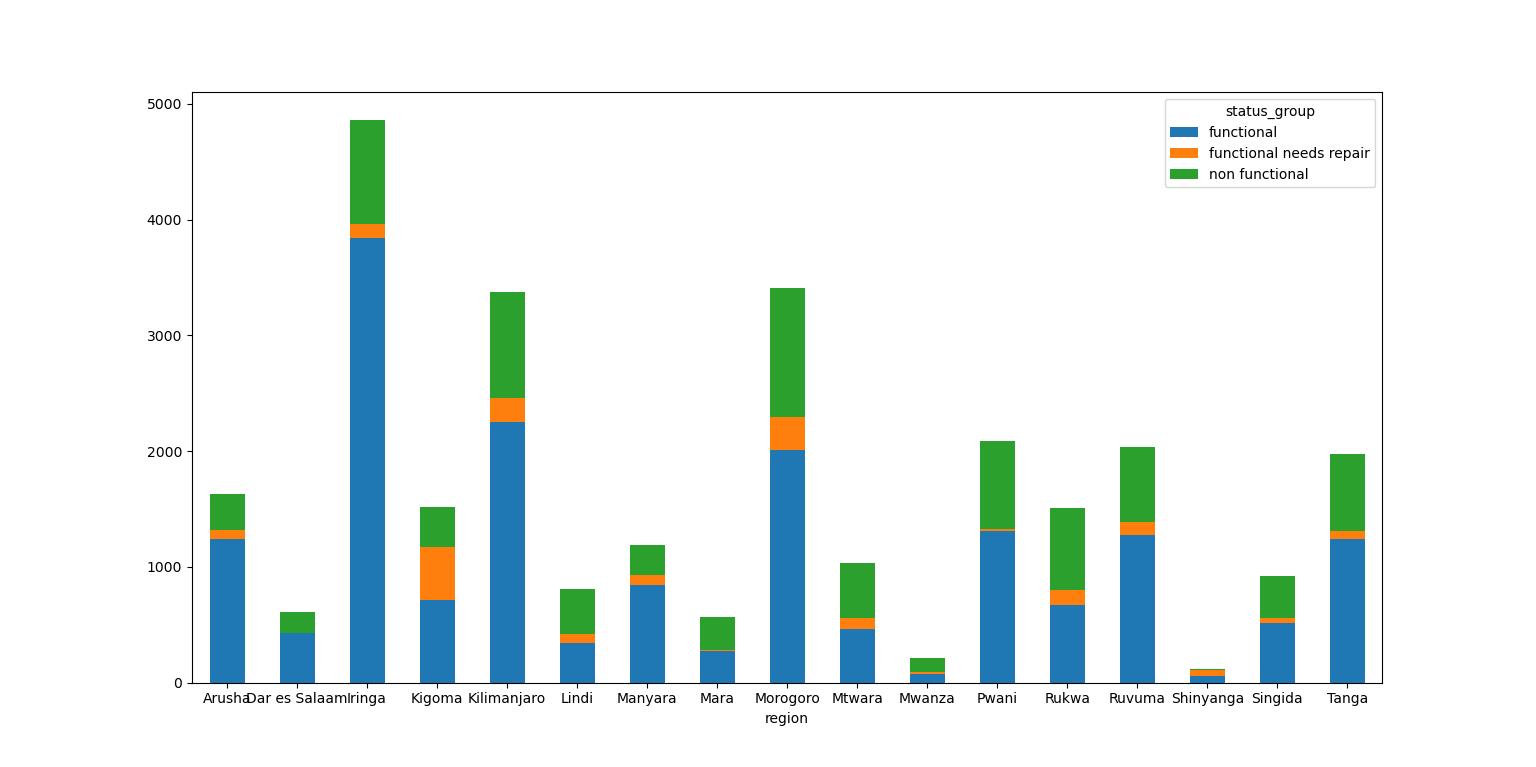 status_group
functional
functional needs repair
non functional
5000
4000
3000
2000
1000
0
Arusha Dar es Salaam Iringa Kigoma Kilimanjaro Lindi Manyara Mara Morogoro Mtwara Mwanza Pwani Rukwa Ruvuma Shinyanga Singida Tanga
region